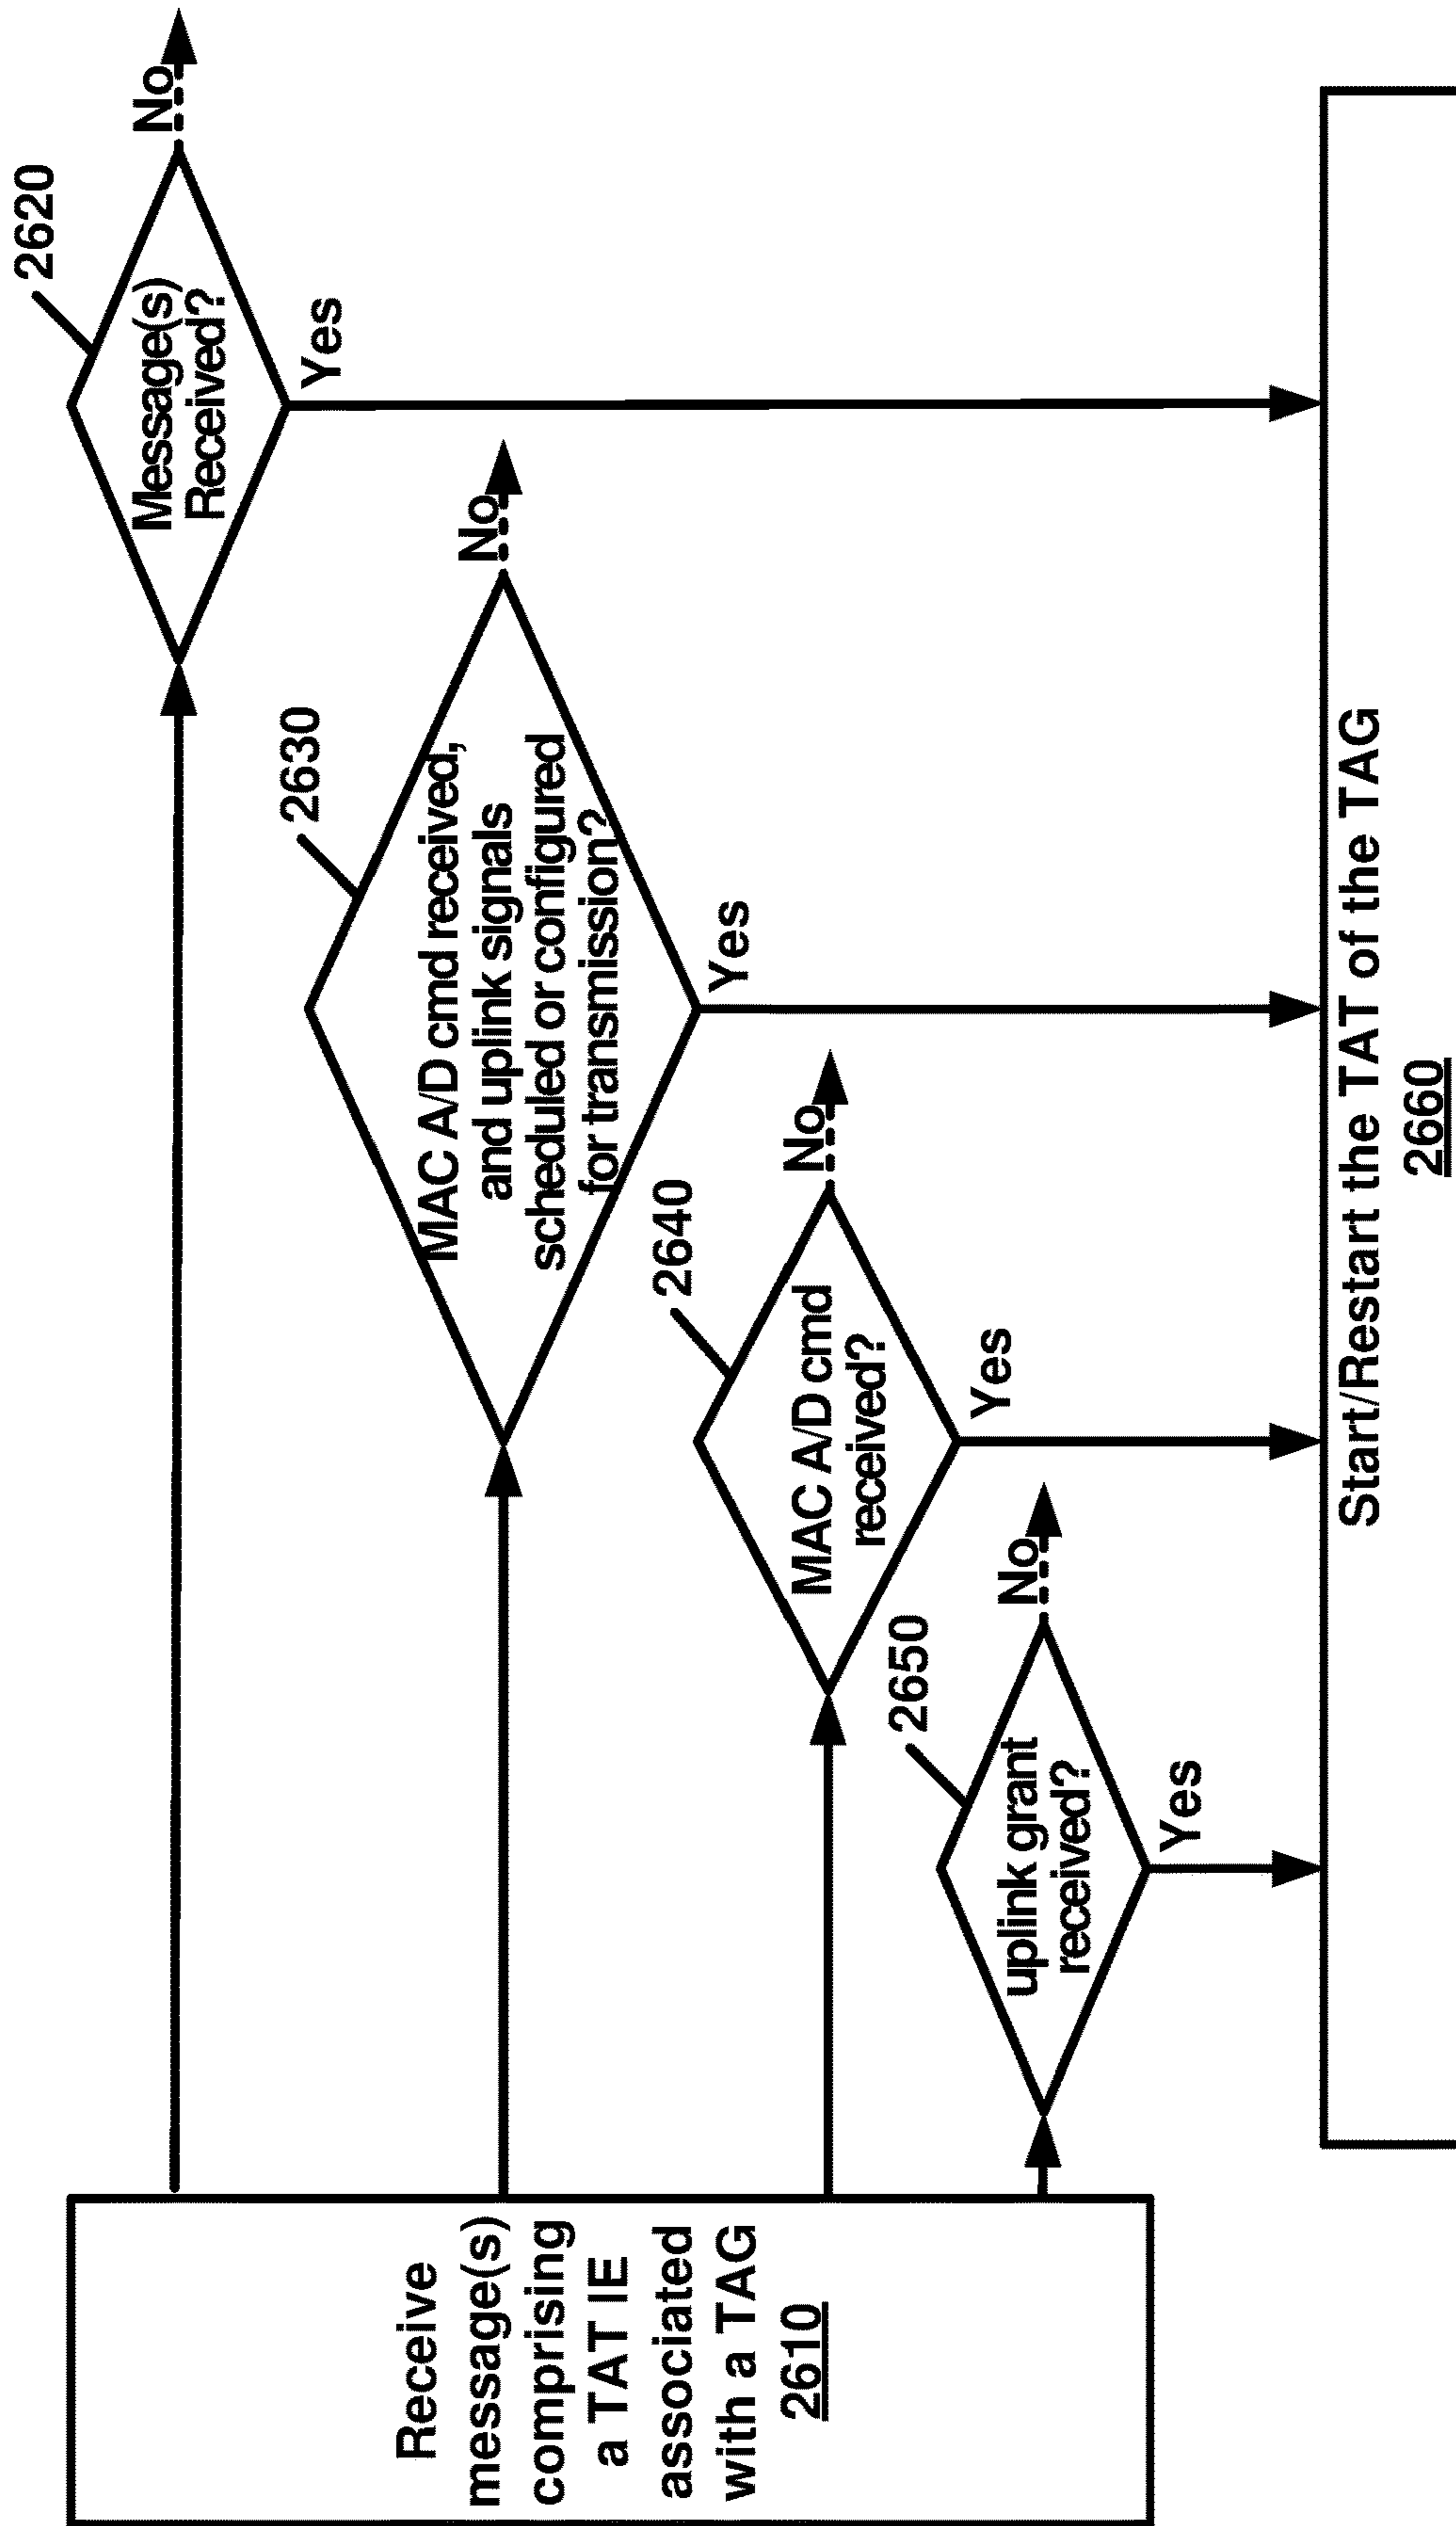 Receive
message(s)
comprising
a TAT IE
associated
with a TAG
2610
2620
Message(s)
Received?
No
Yes
2630
MAC A/D cmd received,
and uplink signals
scheduled or configured
for transmission?
No
Yes
2640
MAC A/D cmd
received?
No
Yes
2650
uplink grant
received?
No
Yes
Start/Restart the TAT of the TAG
2660